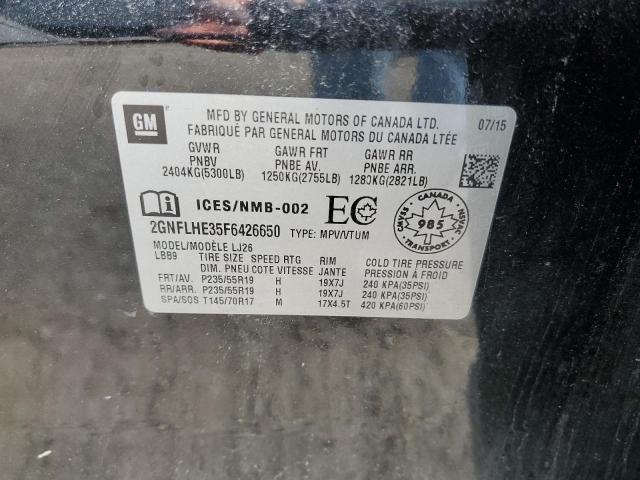 GM
MFD BY GENERAL MOTORS OF CANADA LTD. 07/15
FABRIQUÉ PAR GENERAL MOTORS DU CANADA LTÉE
GVWR GAWR FRT GAWR RR
PNBV PNBE AV. PNBE ARR.
2404KG(5300LB) 1250KG(2755LB) 1280KG(2821LB)
ICES/NMB-002 EC CMVSS NSVAC 985 TRANSPORT CANADA
2GNFLHE35F6426650 TYPE: MPV/VTUM
MODEL/MODÈLE LJ26
LBB9 TIRE SIZE SPEED RTG RIM COLD TIRE PRESSURE
DIM. PNEU COTE VITESSE JANTE PRESSION À FROID
FRT/AV. P235/55R19 H 19X7J 240 KPA(35PSI)
RR/ARR. P235/55R19 H 19X7J 240 KPA(35PSI)
SPA/SOS T145/70R17 M 17X4.5T 420 KPA(60PSI)